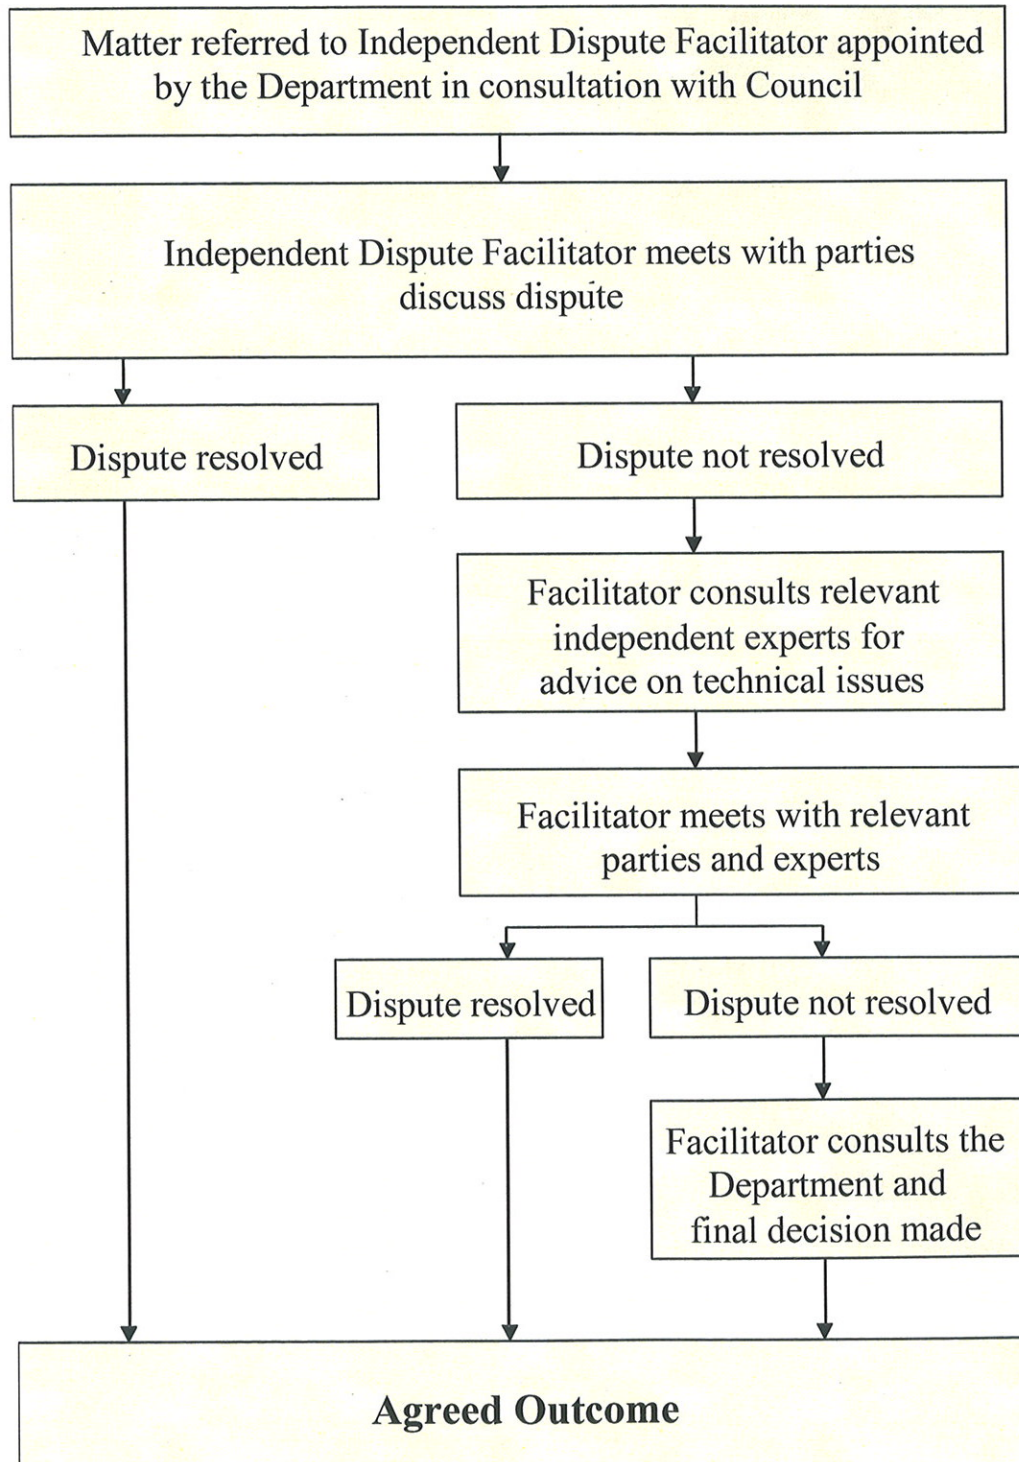 Matter referred to Independent Dispute Facilitator appointed
by the Department in consultation with Council
Independent Dispute Facilitator meets with parties
discuss dispute
Dispute resolved
Dispute not resolved
Facilitator consults relevant
independent experts for
advice on technical issues
Facilitator meets with relevant
parties and experts
Dispute resolved
Dispute not resolved
Facilitator consults the
Department and
final decision made
Agreed Outcome